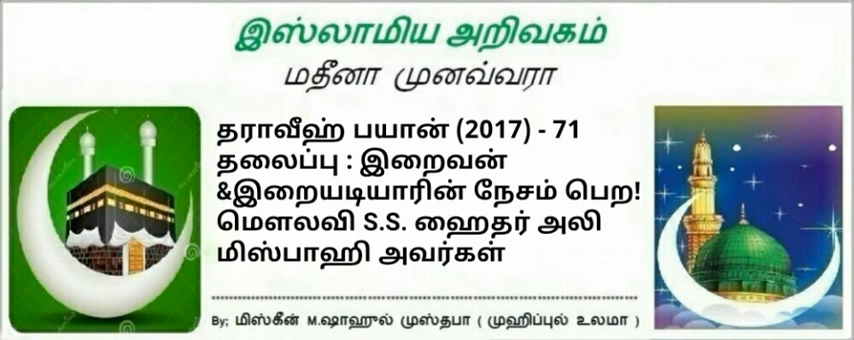 இஸ்லாமிய அறிவகம்
மதீனா முனவ்வரா
தராவீஹ் பயான் (2017) - 71
தலைப்பு : இறைவன்
&இறையடியாரின் நேசம் பெற!
மௌலவி S.S. ஹைதர் அலி
மிஸ்பாஹி அவர்கள்
By; மிஸ்கீன் M.ஷாஹுல் முஸ்தபா ( முஹிப்புல் உலமா )